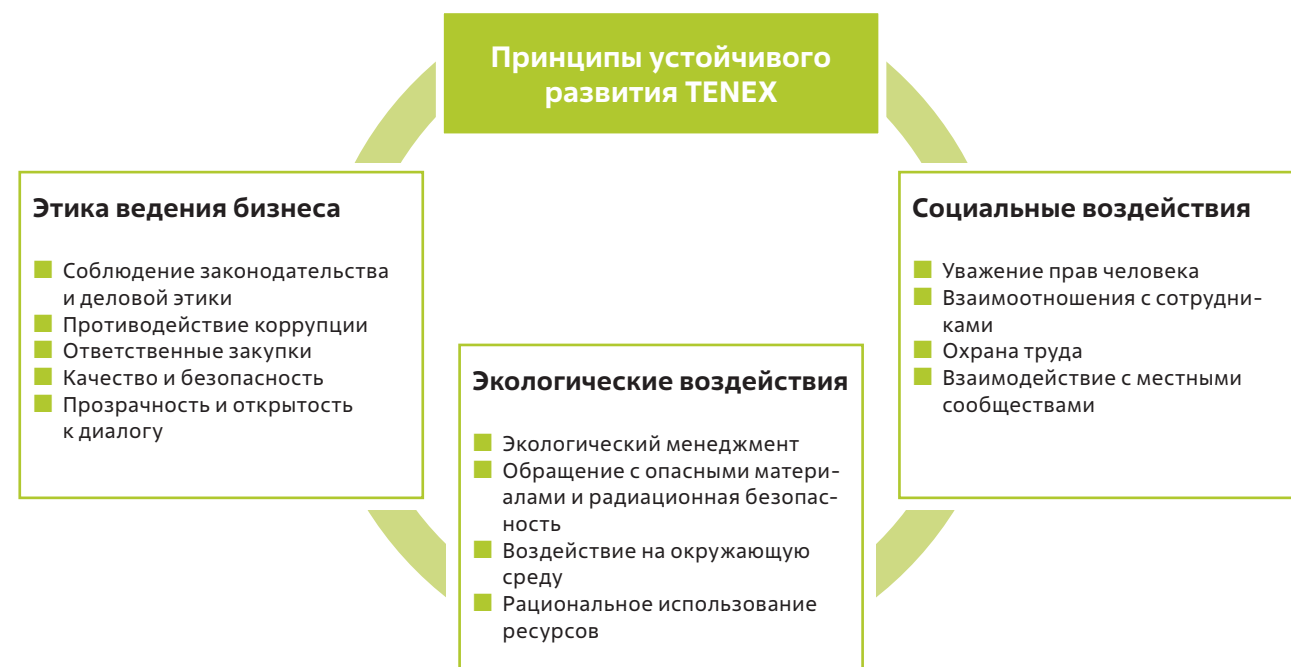 Принципы устойчивого
развития TENEX
Этика ведения бизнеса
Соблюдение законодательства
и деловой этики
Противодействие коррупции
Ответственные закупки
Качество и безопасность
Прозрачность и открытость
к диалогу
Экологические воздействия
Экологический менеджмент
Обращение с опасными матери-
алами и радиационная безопас-
ность
Воздействие на окружающую
среду
Рациональное использование
ресурсов
Социальные воздействия
Уважение прав человека
Взаимоотношения с сотрудни-
ками
Охрана труда
Взаимодействие с местными
сообществами